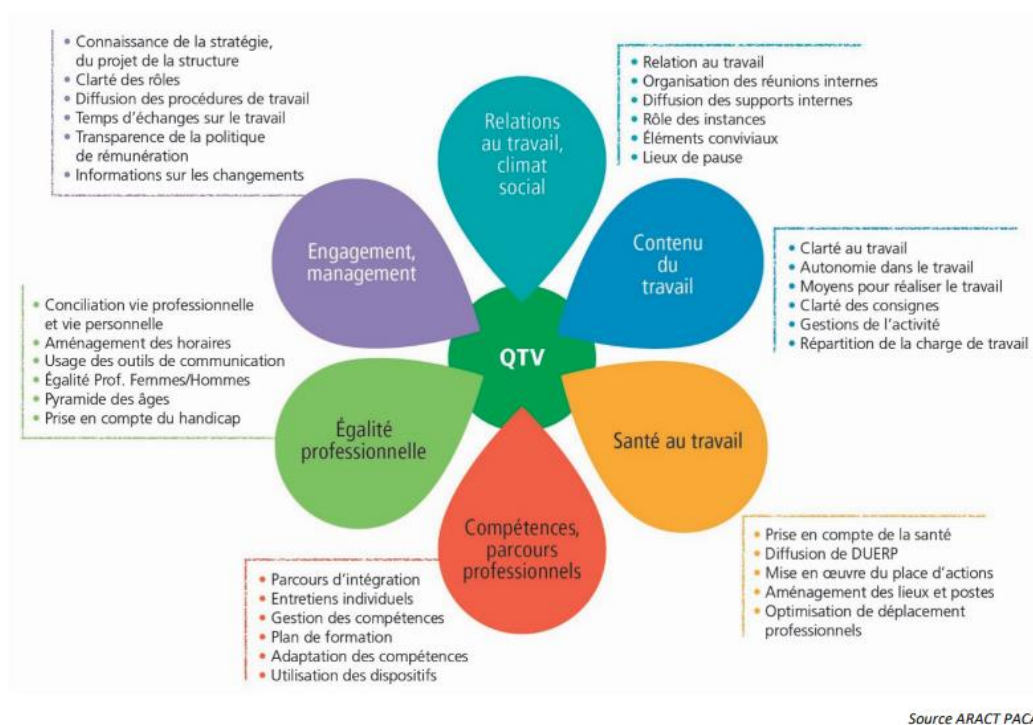 • Connaissance de la stratégie,
du projet de la structure
• Clarté des rôles
• Diffusion des procédures de travail
• Temps d'échanges sur le travail
• Transparence de la politique
de rémunération
• Informations sur les changements
Relations
au travail,
climat
social
• Relation au travail
• Organisation des réunions internes
• Diffusion des supports internes
• Rôle des instances
• Éléments conviviaux
• Lieux de pause
Engagement,
management
Contenu
du
travail
• Clarté au travail
• Autonomie dans le travail
• Moyens pour réaliser le travail
• Clarté des consignes
• Gestions de l'activité
• Répartition de la charge de travail
• Conciliation vie professionnelle
et vie personnelle
• Aménagement des horaires
• Usage des outils de communication
• Égalité Prof. Femmes/Hommes
• Pyramide des âges
• Prise en compte du handicap
QTV
Égalité
professionnelle
Santé au travail
Compétences,
parcours
professionnels
• Prise en compte de la santé
• Diffusion de DUERP
• Mise en œuvre du place d'actions
• Aménagement des lieux et postes
• Optimisation de déplacement
professionnels
• Parcours d'intégration
• Entretiens individuels
• Gestion des compétences
• Plan de formation
• Adaptation des compétences
• Utilisation des dispositifs
Source ARACT PACA